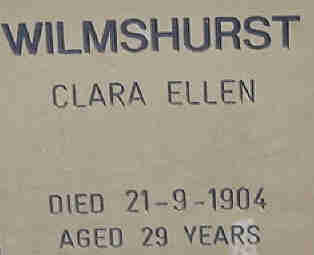 WILMSHURST
CLARA ELLEN
DIED 21-9-1904
AGED 29 YEARS